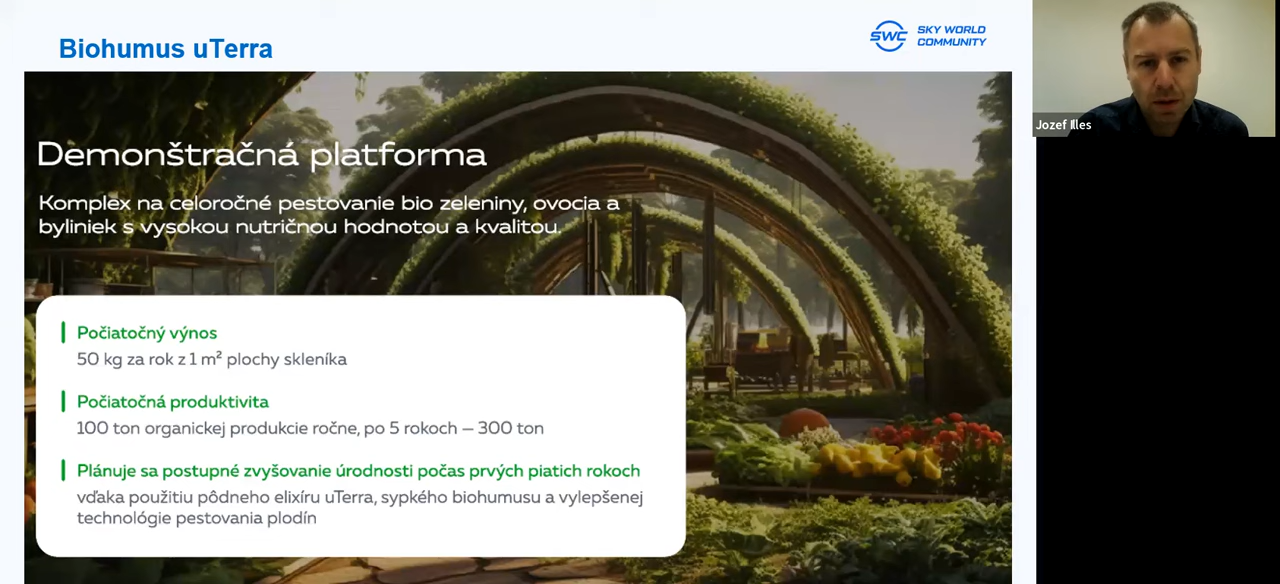 Biohumus uTerra
SWC SKY WORLD
COMMUNITY
Jozef Illes
Demonštračná platforma
Komplex na celoročné pestovanie bio zeleniny, ovocia a
byliniek s vysokou nutričnou hodnotou a kvalitou.
Počiatočný výnos
50 kg za rok z 1 m² plochy skleníka
Počiatočná produktivita
100 ton organickej produkcie ročne, po 5 rokoch — 300 ton
Plánuje sa postupné zvyšovanie úrodnosti počas prvých piatich rokoch
vďaka použitiu pôdneho elixíru uTerra, sypkého biohumusu a vylepšenej
technológie pestovania plodín